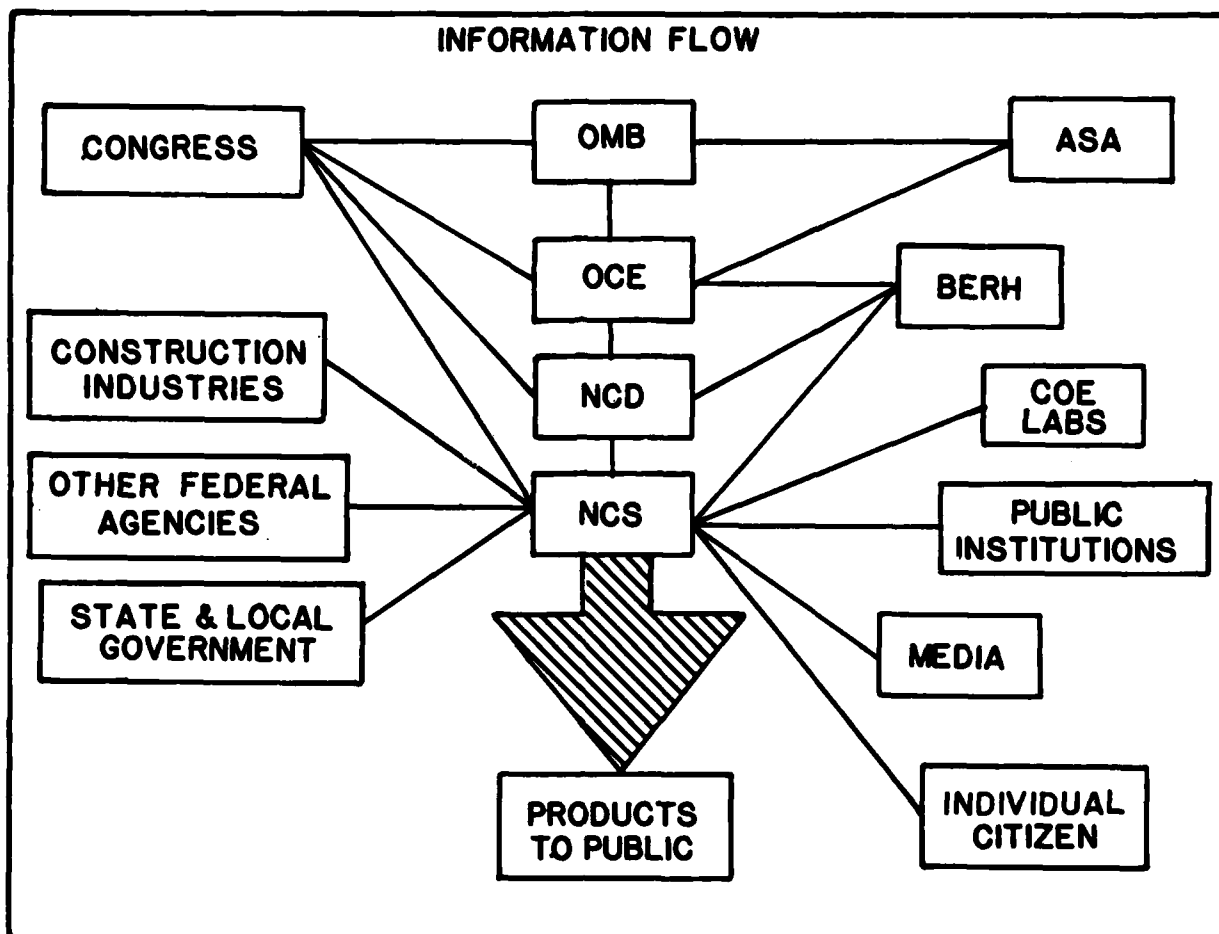 INFORMATION FLOW
CONGRESS
OMB
ASA
OCE
BERH
CONSTRUCTION
INDUSTRIES
NCD
COE
LABS
OTHER FEDERAL
AGENCIES
NCS
PUBLIC
INSTITUTIONS
STATE & LOCAL
GOVERNMENT
MEDIA
PRODUCTS
TO PUBLIC
INDIVIDUAL
CITIZEN